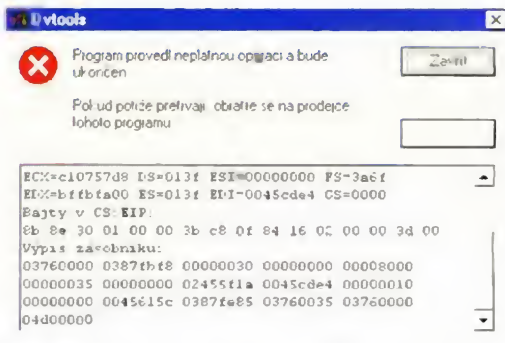 Dvtools
Program provedl neplatnou operaci a bude
ukončen
Pokud potíže přetrvají, obraťte se na prodejce
tohoto programu
Zavřít
ECX=c10757d8 DS=013f ESI=00000000 FS=3a6f
EDX=bffbfa00 ES=013f EDI=0045cde4 GS=0000
Bajty v CS:EIP:
8b 8e 30 01 00 00 3b c8 0f 84 16 02 00 00 3d 00
Výpis zásobníku:
03760000 0387fbf8 00000030 00000000 00008000
00000035 00000000 02455f1a 0045cde4 00000010
00000000 0045615c 0387fe85 03760035 03760000
04d00000